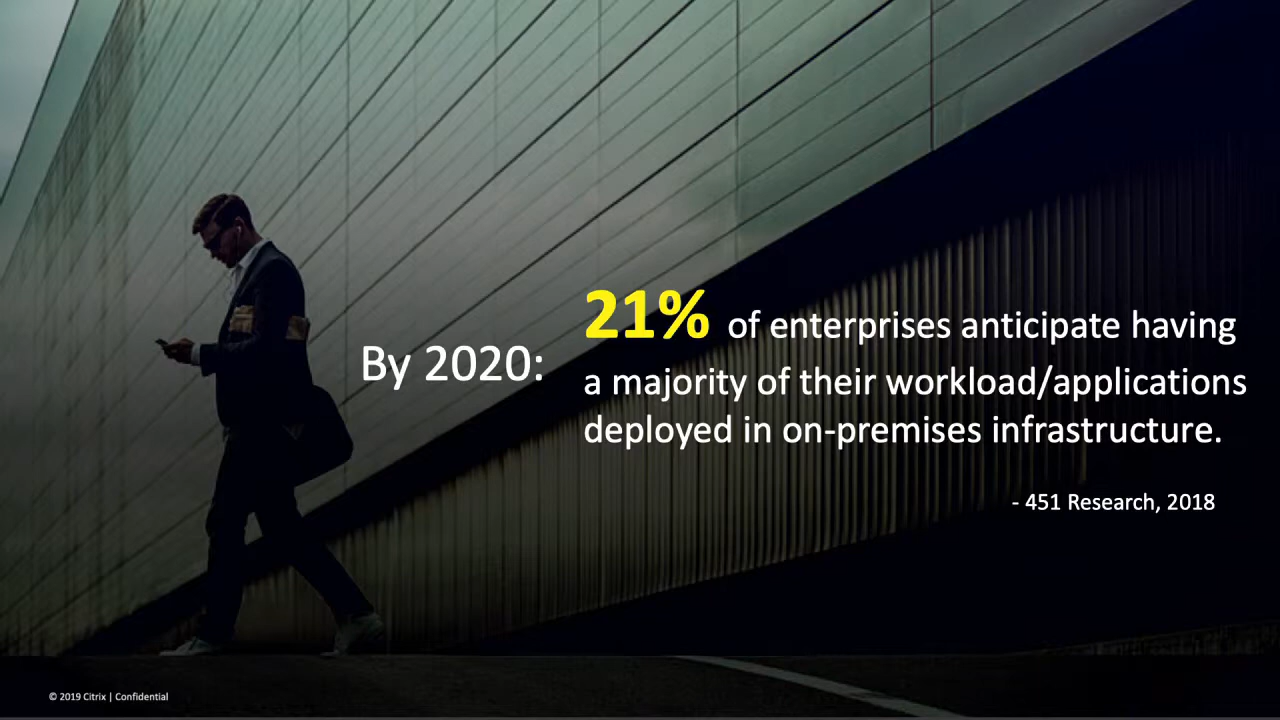 By 2020:
21% of enterprises anticipate having
a majority of their workload/applications
deployed in on-premises infrastructure.
- 451 Research, 2018
© 2019 Citrix | Confidential